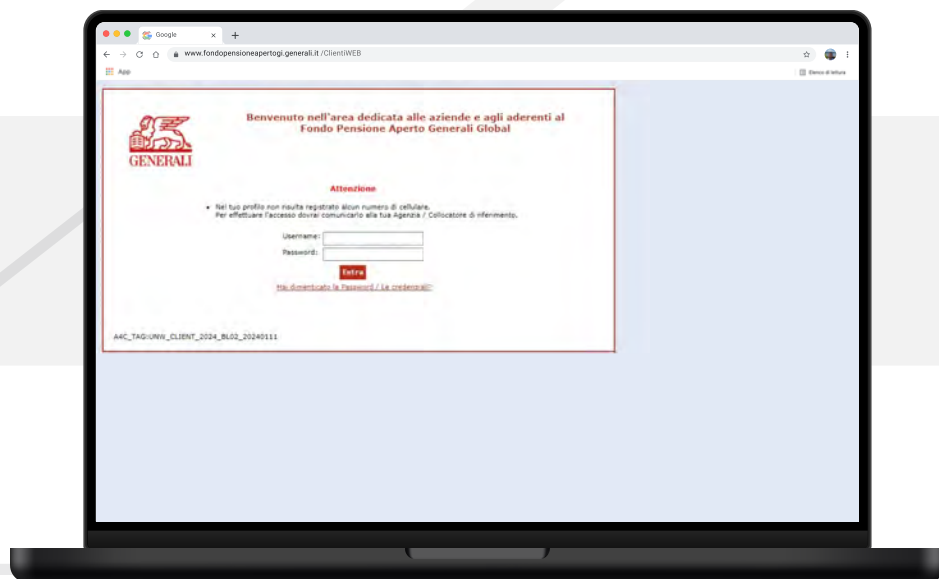 Google
www.fondopensioneapertogi.generali.it /ClientiWEB
App
Elenco di lettura
Benvenuto nell'area dedicata alle aziende e agli aderenti al
Fondo Pensione Aperto Generali Global
GENERALI
Attenzione
Nel tuo profilo non risulta registrato alcun numero di cellulare.
Per effettuare l'accesso dovrai comunicarlo alla tua Agenzia / Collocatore di riferimento.
Username:
Password:
Entra
Hai dimenticato la Password / Le credenziali?
A4C_TAG:UNW_CLIENT_2024_BL02_20240111